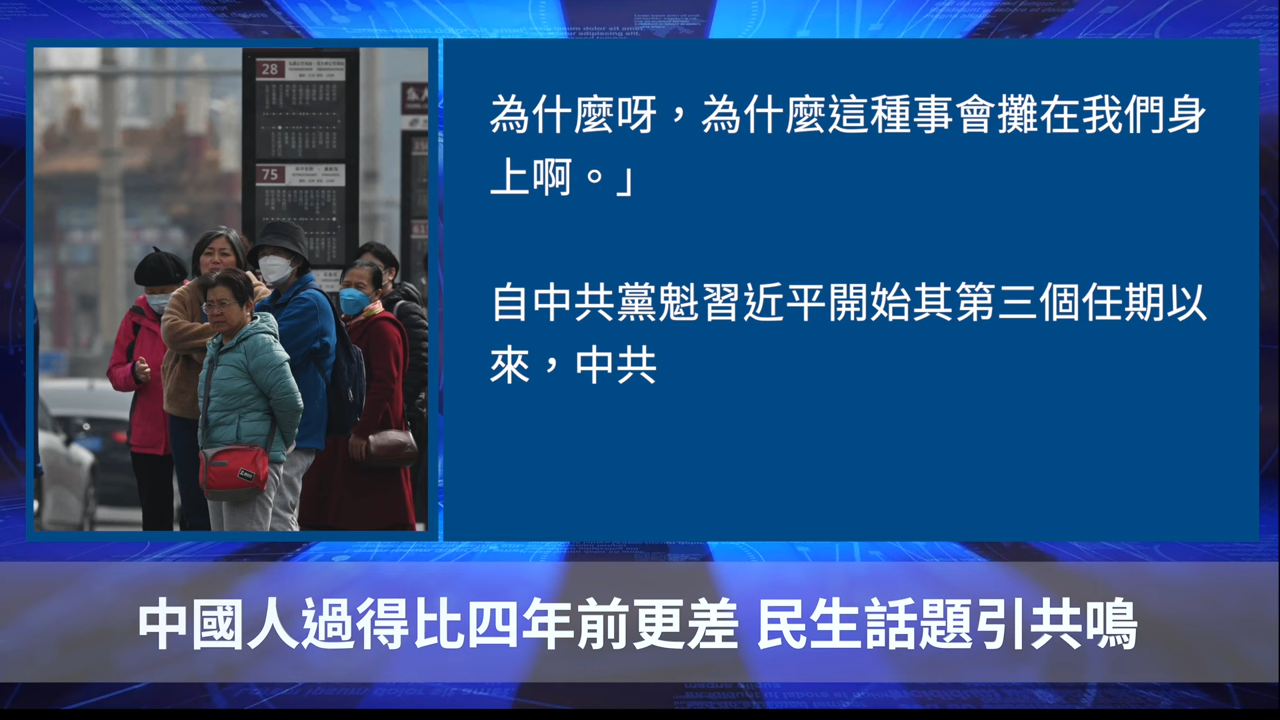 28
75
為什麼呀，為什麼這種事會攤在我們身
上啊。」
自中共黨魁習近平開始其第三個任期以
來，中共
中國人過得比四年前更差 民生話題引共鳴